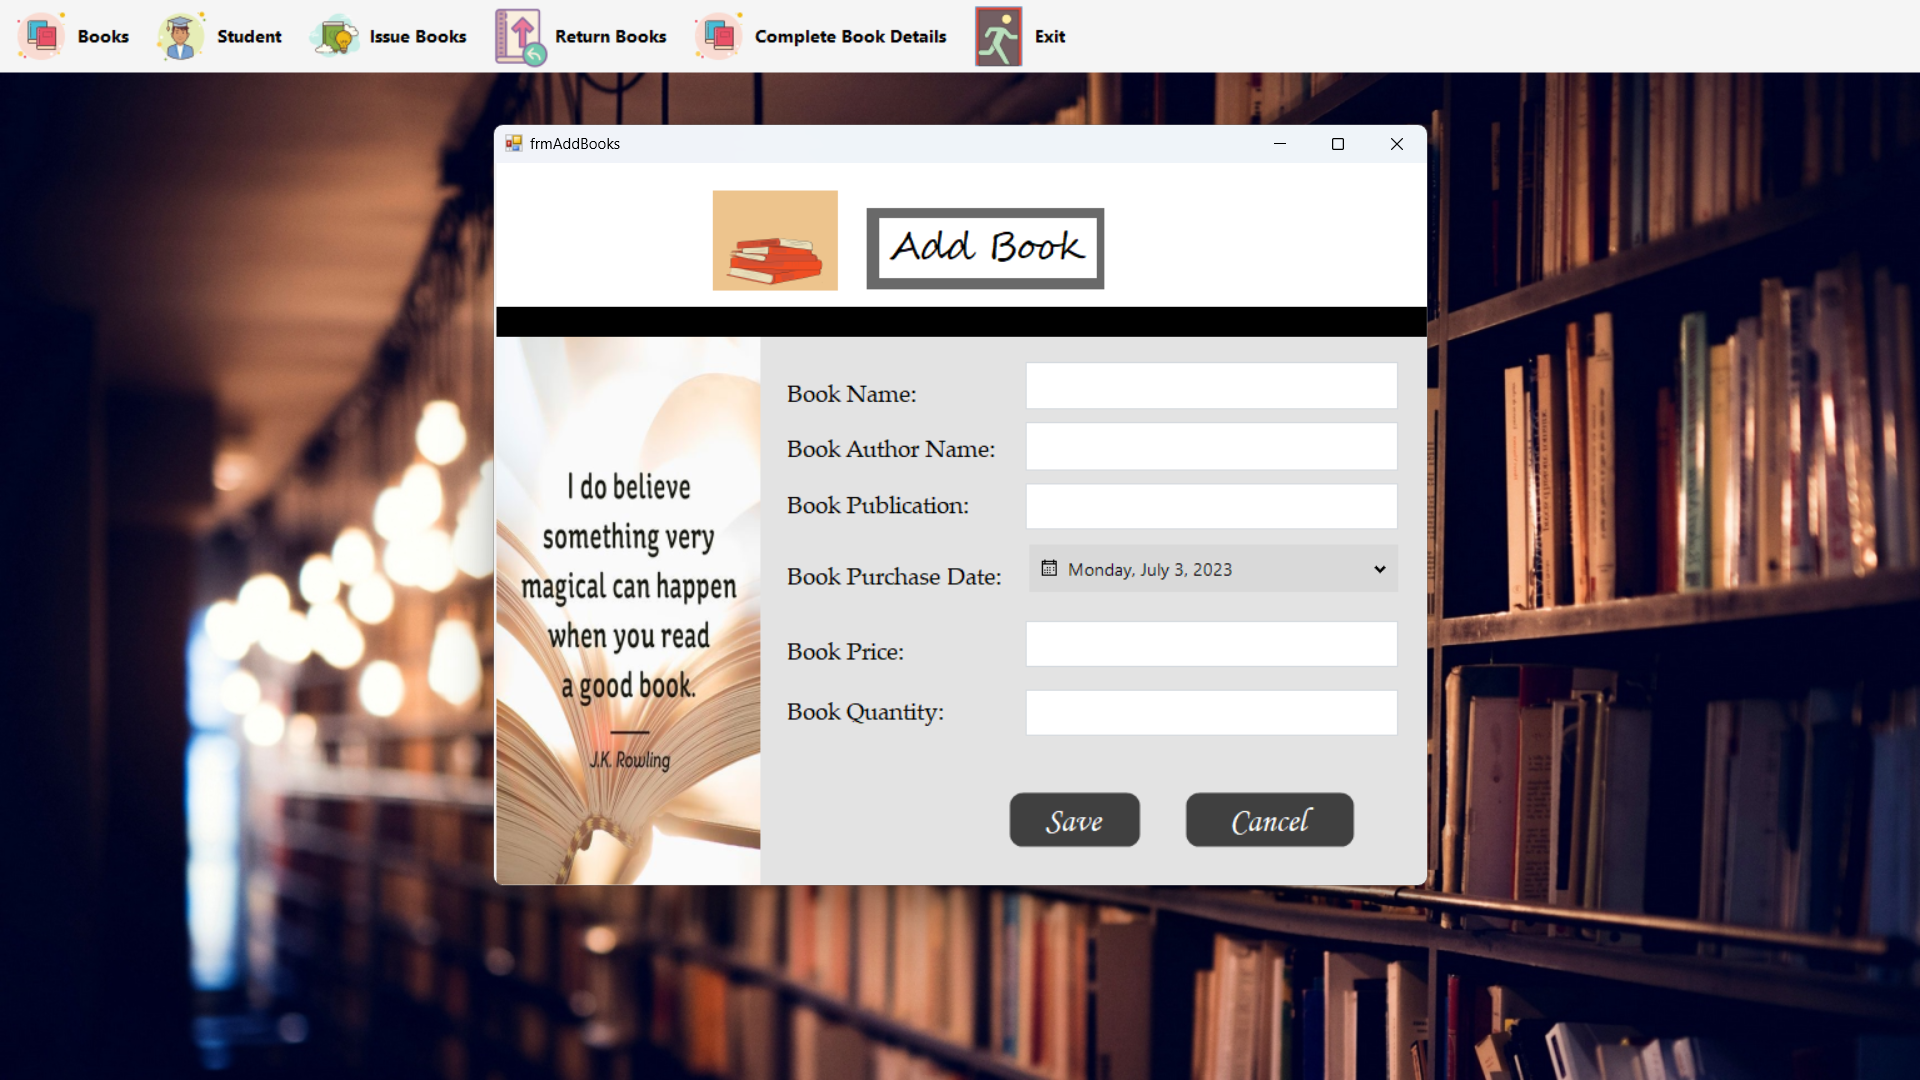 Books
Student
Issue Books
Return Books
Complete Book Details
Exit
frmAddBooks
Add Book
I do believe
something very
magical can happen
when you read
a good book.
J.K. Rowling
Book Name:
Book Author Name:
Book Publication:
Book Purchase Date:
Monday, July 3, 2023
Book Price:
Book Quantity:
Save
Cancel